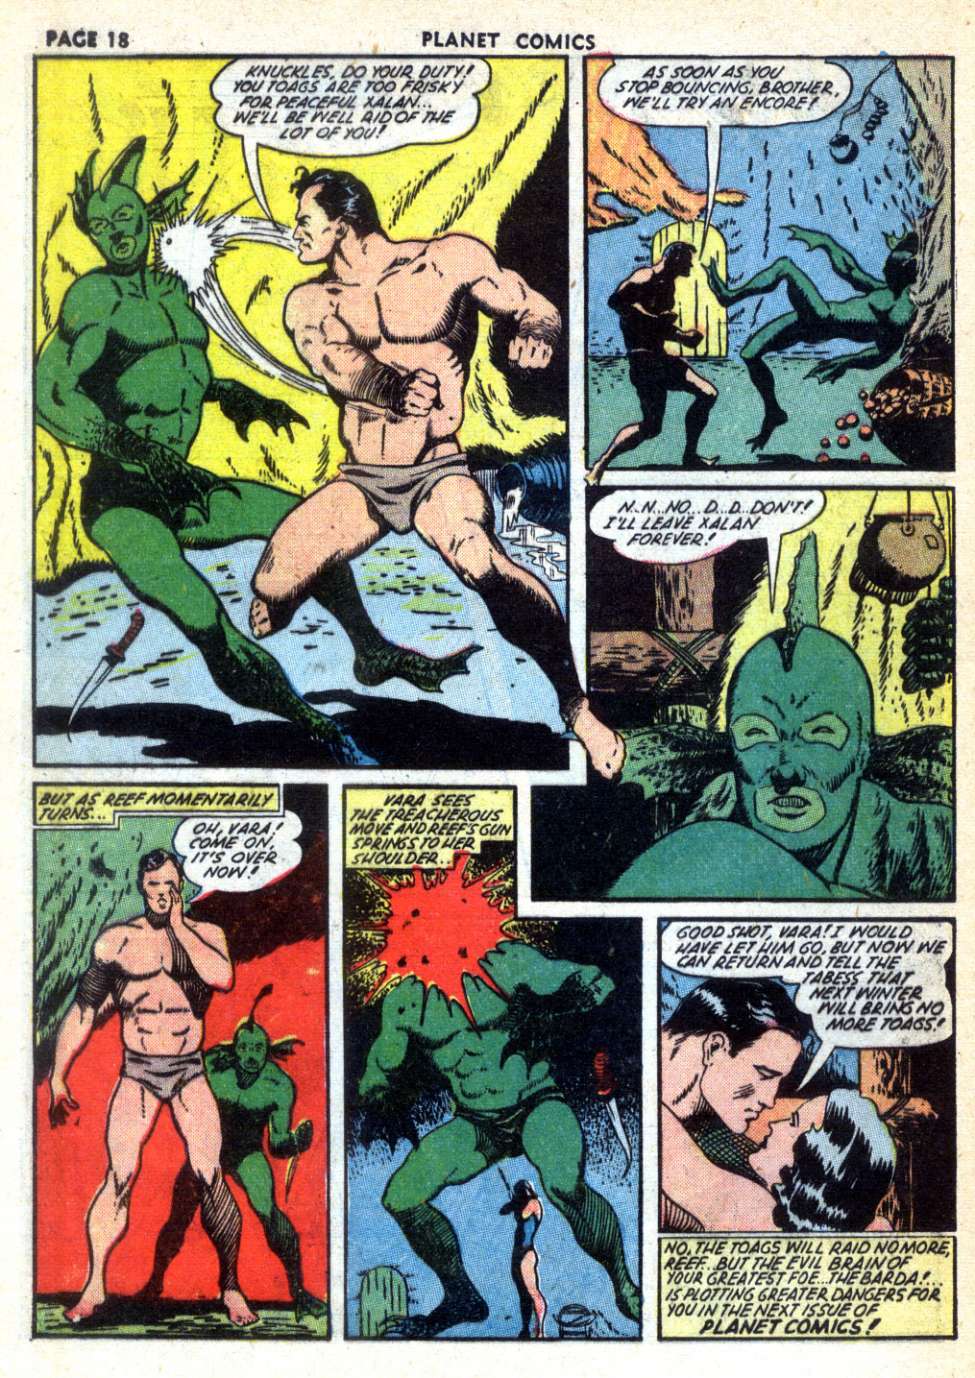 PAGE 18
PLANET COMICS
KNUCKLES, DO YOUR DUTY!
YOU TOAGS ARE TOO FRISKY
FOR PEACEFUL XALAN...
WE'LL BE WELL RID OF THE
LOT OF YOU!
AS SOON AS YOU
STOP BOUNCING, BROTHER,
WE'LL TRY AN ENCORE!
N..N..NO...D..D..DON'T!
I'LL LEAVE XALAN
FOREVER!
BUT AS REEF MOMENTARILY
TURNS...
OH, VARA!
COME ON,
IT'S OVER
NOW!
VARA SEES
THE TREACHEROUS
MOVE AND REEF'S GUN
SPRINGS TO HER
SHOULDER...
GOOD SHOT, VARA! I WOULD
HAVE LET HIM GO, BUT NOW WE
CAN RETURN AND TELL THE
TABESS THAT
NEXT WINTER
WILL BRING NO
MORE TOAGS!
NO, THE TOAGS WILL RAID NO MORE,
REEF...BUT THE EVIL BRAIN OF
YOUR GREATEST FOE...THE BARDA!...
IS PLOTTING GREATER DANGERS FOR
YOU IN THE NEXT ISSUE OF
PLANET COMICS!